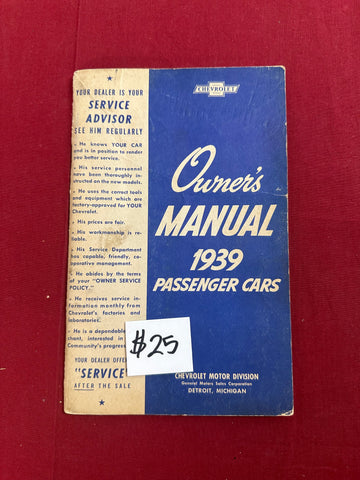 YOUR DEALER IS YOUR
SERVICE
ADVISOR
SEE HIM REGULARLY
He knows YOUR CAR
and is in position to render
you better service.
His service personnel
have been thoroughly in-
structed on the new models.
He uses the correct tools
and equipment which are
factory-approved for YOUR
Chevrolet.
His prices are fair.
His workmanship is re-
liable.
His Service Department
has capable, friendly, co-
operative management.
He abides by the terms
of your "OWNER SERVICE
POLICY."
He receives service in-
formation monthly from
Chevrolet's factories and
laboratories.
He is a dependable
chant, interested in
Community's progress
YOUR DEALER OFFE
"SERVICE"
AFTER THE SALE
CHEVROLET
Owner's
MANUAL
1939
PASSENGER CARS
$25
CHEVROLET MOTOR DIVISION
General Motors Sales Corporation
DETROIT, MICHIGAN